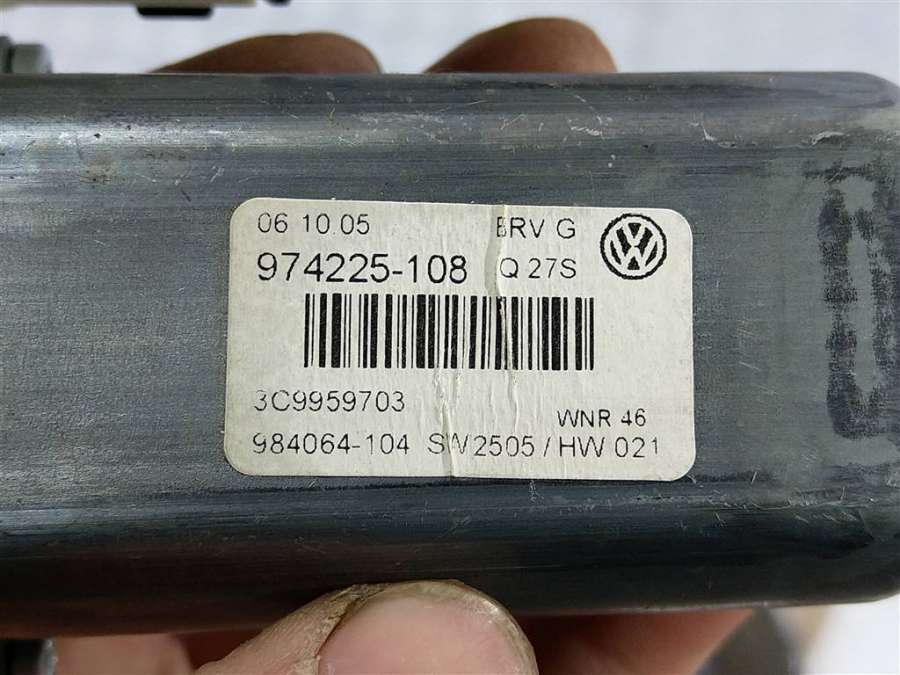 06 10.05 BRV G
974225-108 Q 27S
3C9959703
WNR 46
984064-104 SW2505 / HW 021